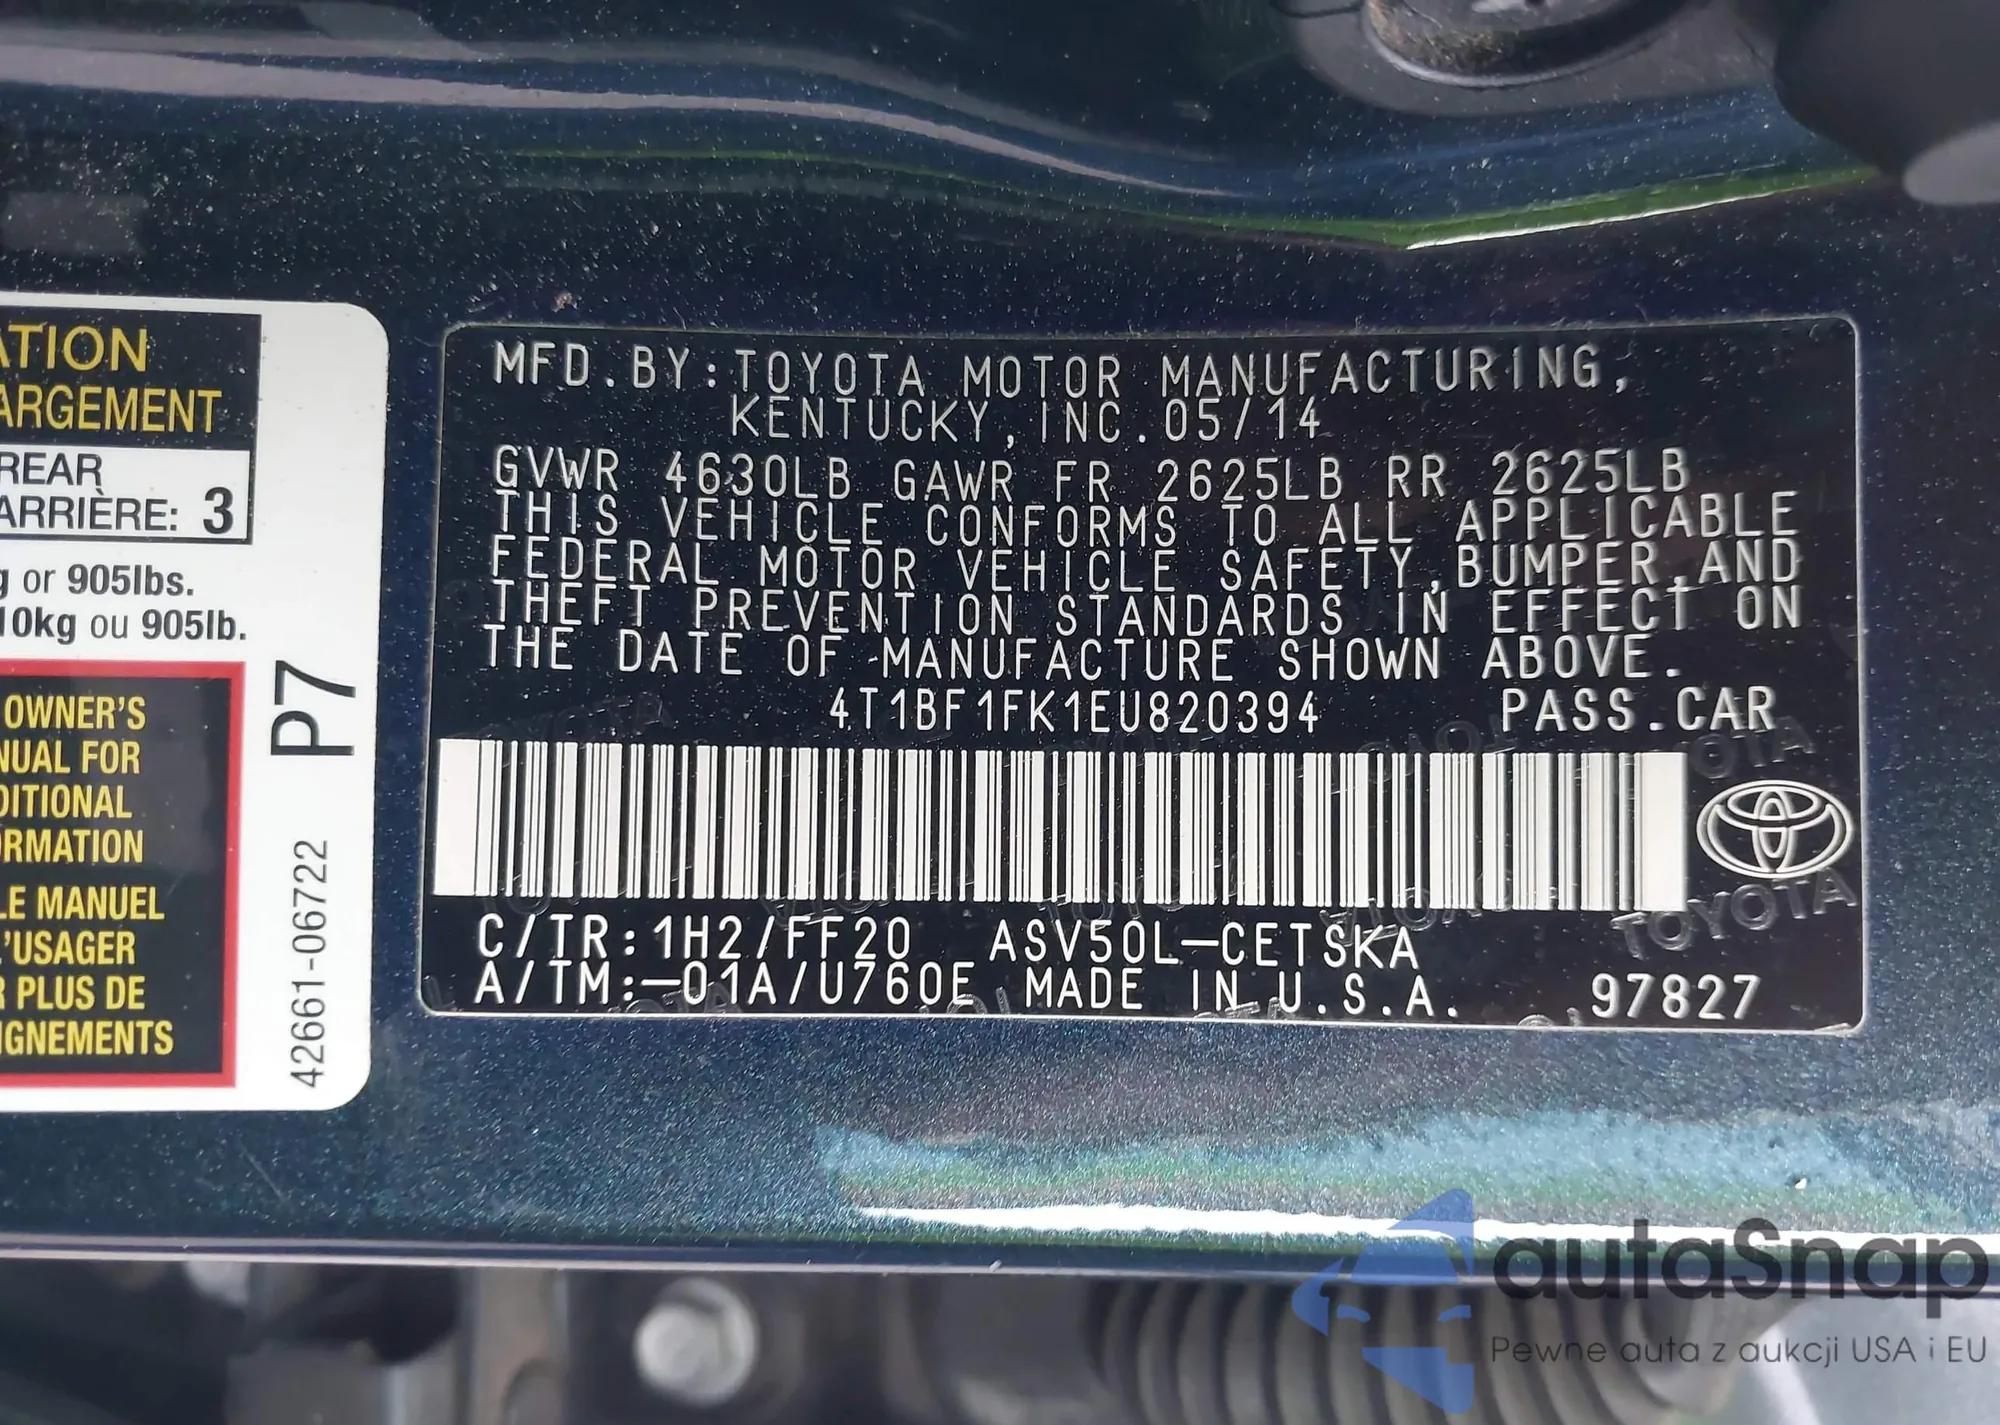 ATION
ARGEMENT
REAR
ARRIÈRE: 3
g or 905lbs.
10kg ou 905lb.
OWNER'S
NUAL FOR
DITIONAL
ORMATION
LE MANUEL
L'USAGER
R PLUS DE
IGNEMENTS
P7
42661-06722
MFD.BY:TOYOTA MOTOR MANUFACTURING,
KENTUCKY,INC.05/14
GVWR 4630LB GAWR FR 2625LB RR 2625LB
THIS VEHICLE CONFORMS TO ALL APPLICABLE
FEDERAL MOTOR VEHICLE SAFETY,BUMPER,AND
THEFT PREVENTION STANDARDS IN EFFECT ON
THE DATE OF MANUFACTURE SHOWN ABOVE.
4T1BF1FK1EU820394 PASS.CAR
TOYOTA
C/TR:1H2/FF20 ASV50L-CETSKA
A/TM:-01A/U760E MADE IN U.S.A. 97827
autaSnap
Pewne auta z aukcji USA i EU